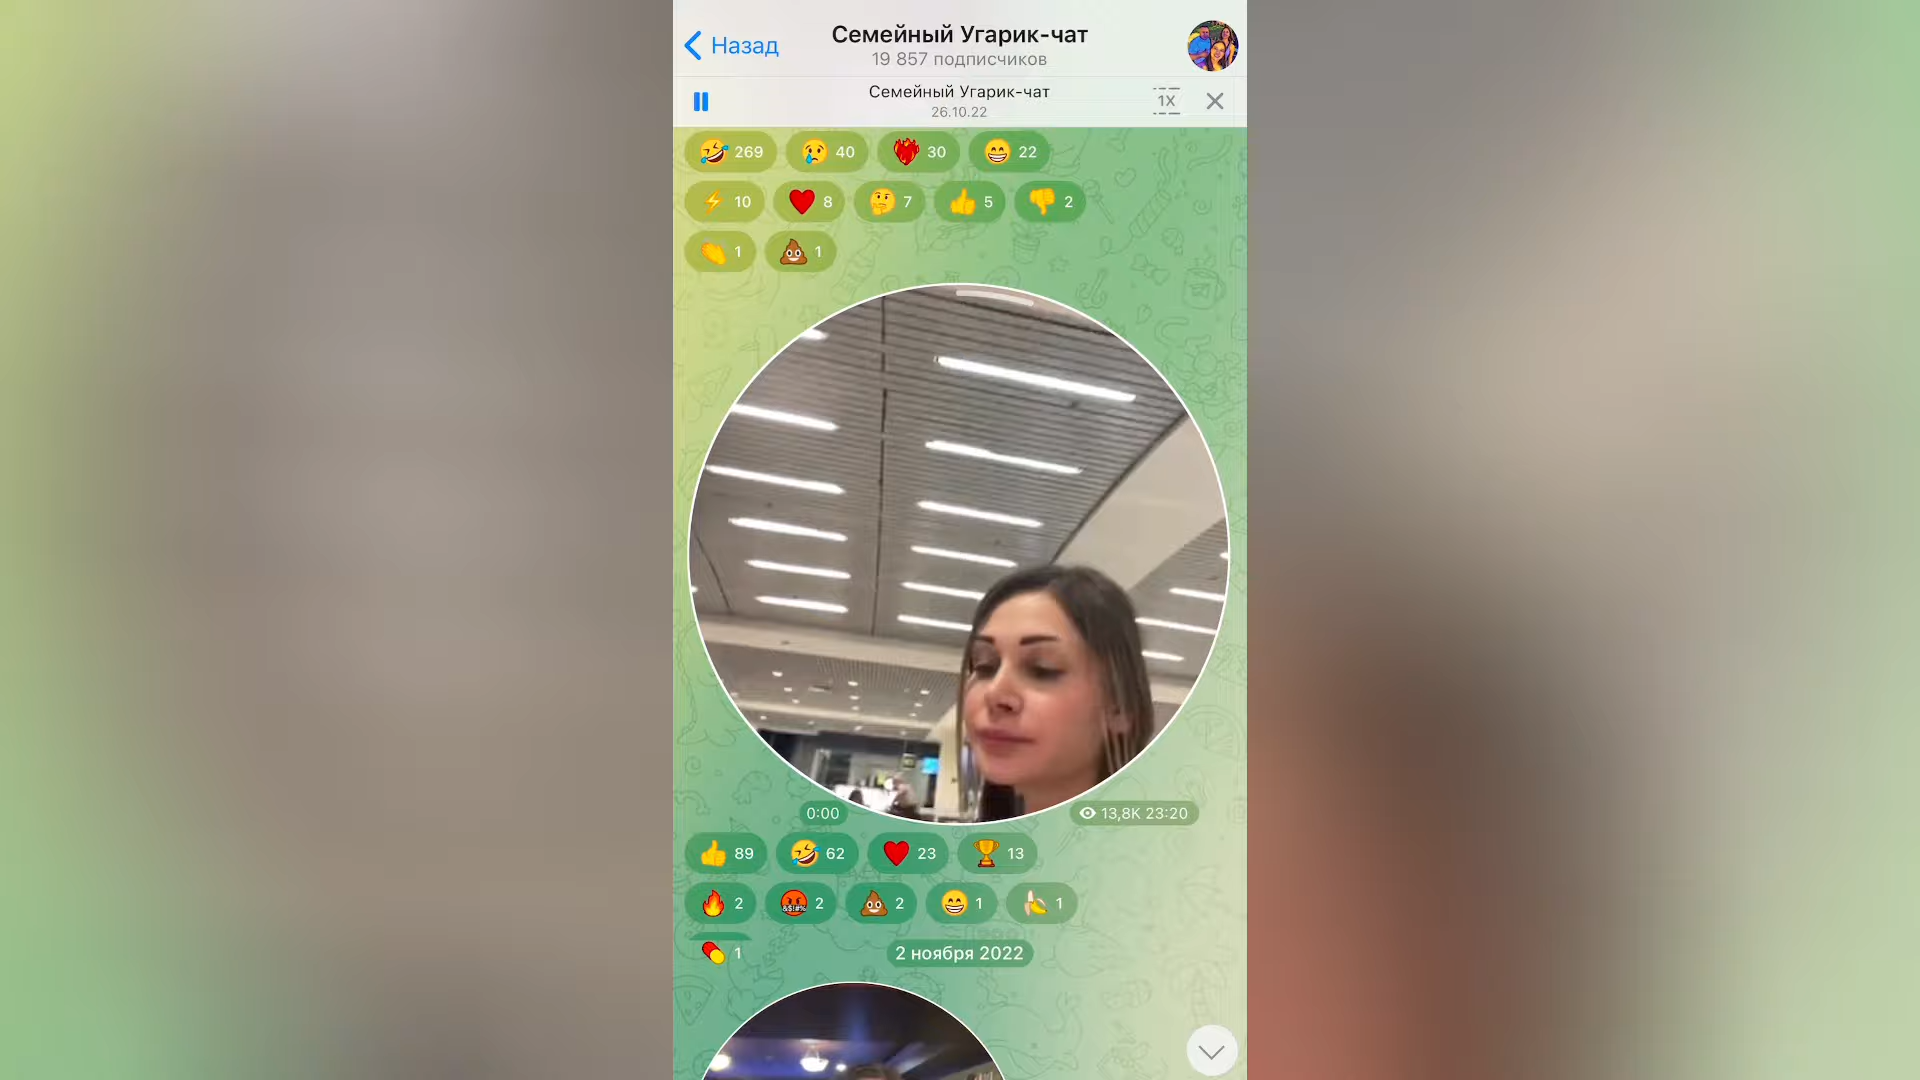 Назад
Семейный Угарик-чат
19 857 подписчиков
Семейный Угарик-чат
26.10.22
1X
269 40 30 22
10 8 7 5 2
1 1
0:00
13,8K 23:20
89 62 23 13
2 2 2 1 1
1
2 ноября 2022